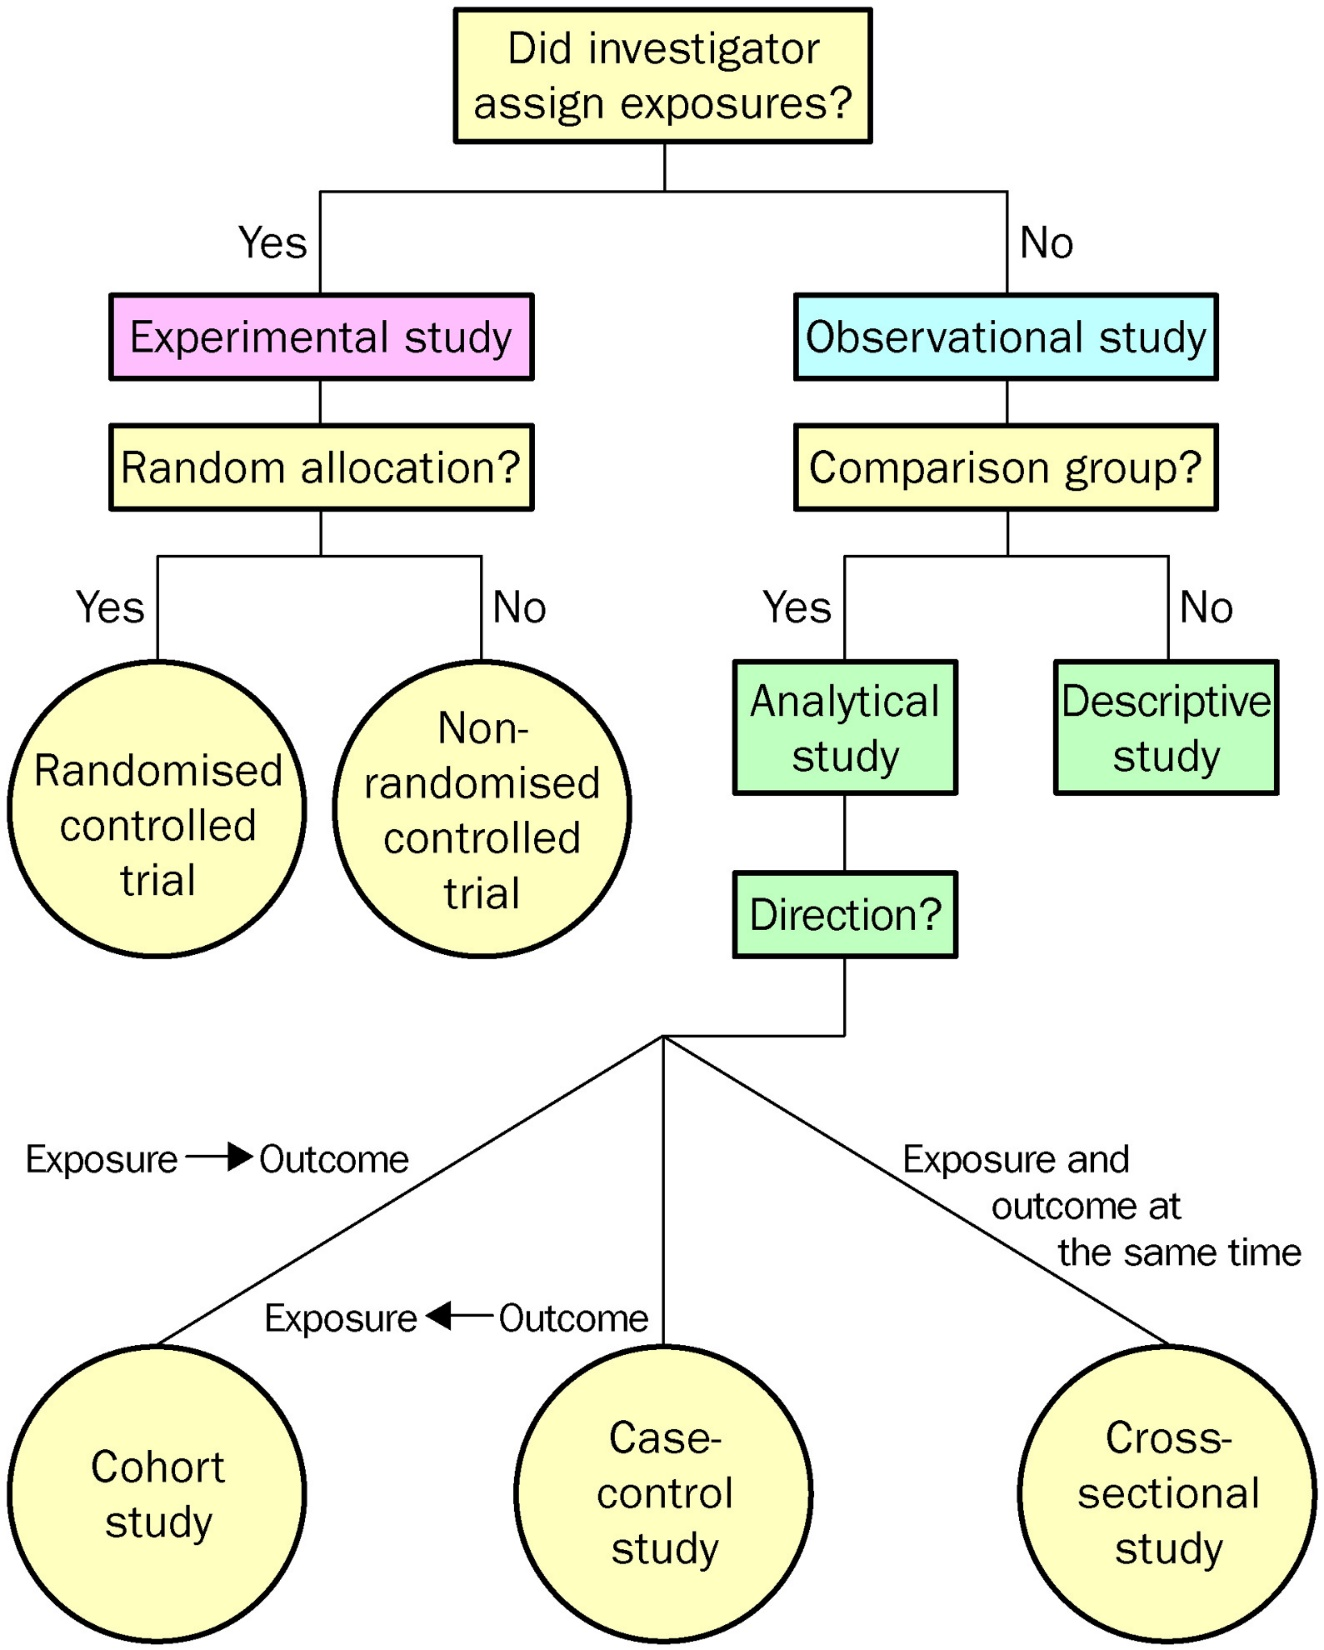 Did investigator
assign exposures?
Yes
No
Experimental study
Observational study
Random allocation?
Comparison group?
Yes
No
Yes
No
Randomised
controlled
trial
Non-
randomised
controlled
trial
Analytical
study
Descriptive
study
Direction?
Exposure → Outcome
Exposure and
outcome at
the same time
Exposure ← Outcome
Cohort
study
Case-
control
study
Cross-
sectional
study